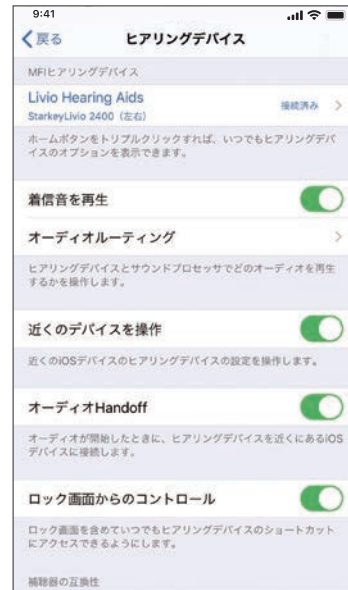 9:41
戻る ヒアリングデバイス
MFIヒアリングデバイス
Livio Hearing Aids
StarkeyLivio 2400（左右）
接続済み
ホームボタンをトリプルクリックすれば、いつでもヒアリングデバ
イスのオプションを表示できます。
着信音を再生
オーディオルーティング
ヒアリングデバイスとサウンドプロセッサでどのオーディオを再生
するかを操作します。
近くのデバイスを操作
近くのiOSデバイスのヒアリングデバイスの設定を操作します。
オーディオHandoff
オーディオが開始したときに、ヒアリングデバイスを近くにあるiOS
デバイスに接続します。
ロック画面からのコントロール
ロック画面を含めていつでもヒアリングデバイスのショートカット
にアクセスできるようにします。
補聴器の互換性